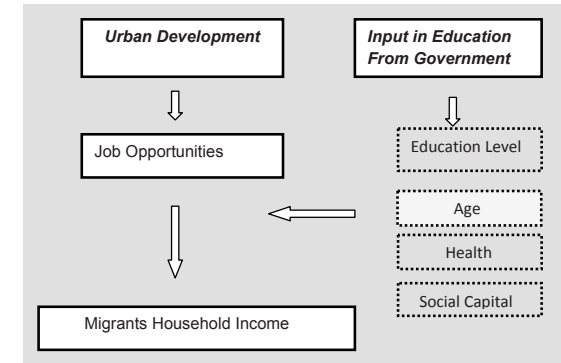 Urban Development
Input in Education
From Government
Job Opportunities
Education Level
Age
Health
Social Capital
Migrants Household Income